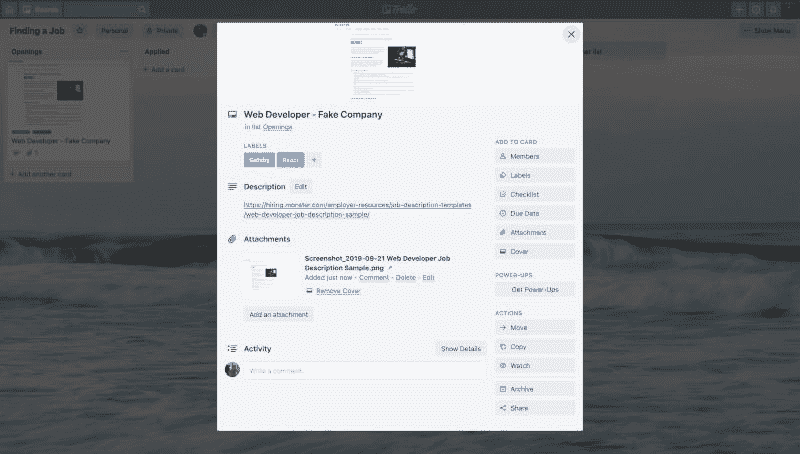 Search
Trello
Finding a Job
Personal
Private
Show Menu
Openings
Applied
Add a card
Web Developer - Fake Company
Add another card
Web Developer - Fake Company
in list Openings
LABELS
React
+
Description
Edit
https://hiring.monster.com/employer-resources/job-description-templates
/web-developer-job-description-sample/
Attachments
Screenshot_2019-09-21 Web Developer Job
Description Sample.png
Added just now - Comment - Delete - Edit
Remove Cover
Add an attachment
Activity
Show Details
Write a comment...
ADD TO CARD
Members
Labels
Checklist
Due Date
Attachment
Cover
POWER-UPS
Get Power-Ups
ACTIONS
Move
Copy
Watch
Archive
Share